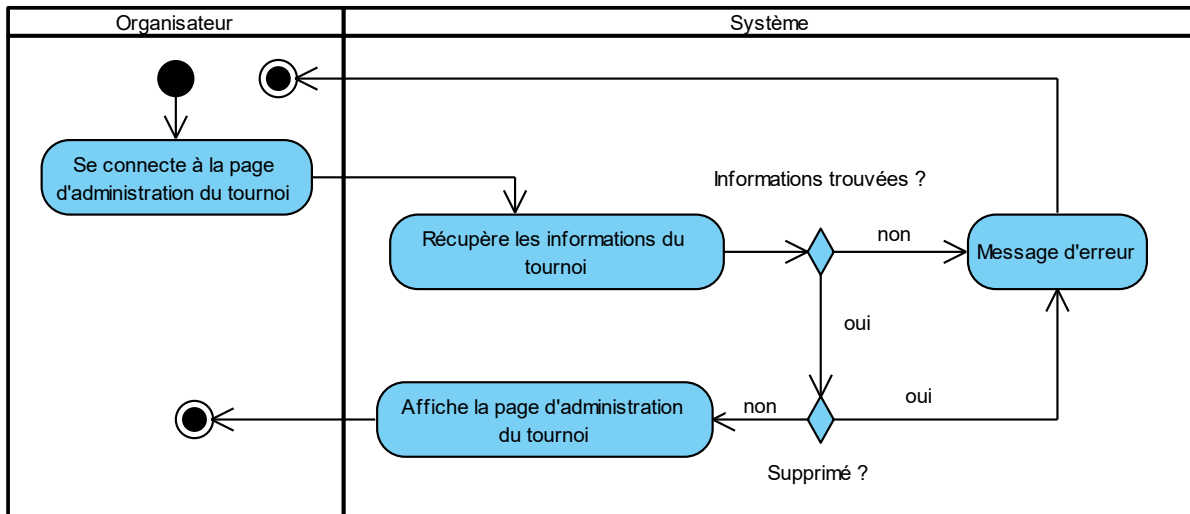 Organisateur
Système
Se connecte à la page
d'administration du tournoi
Informations trouvées ?
Récupère les informations du
tournoi
non
Message d'erreur
oui
Affiche la page d'administration
du tournoi
non
oui
Supprimé ?